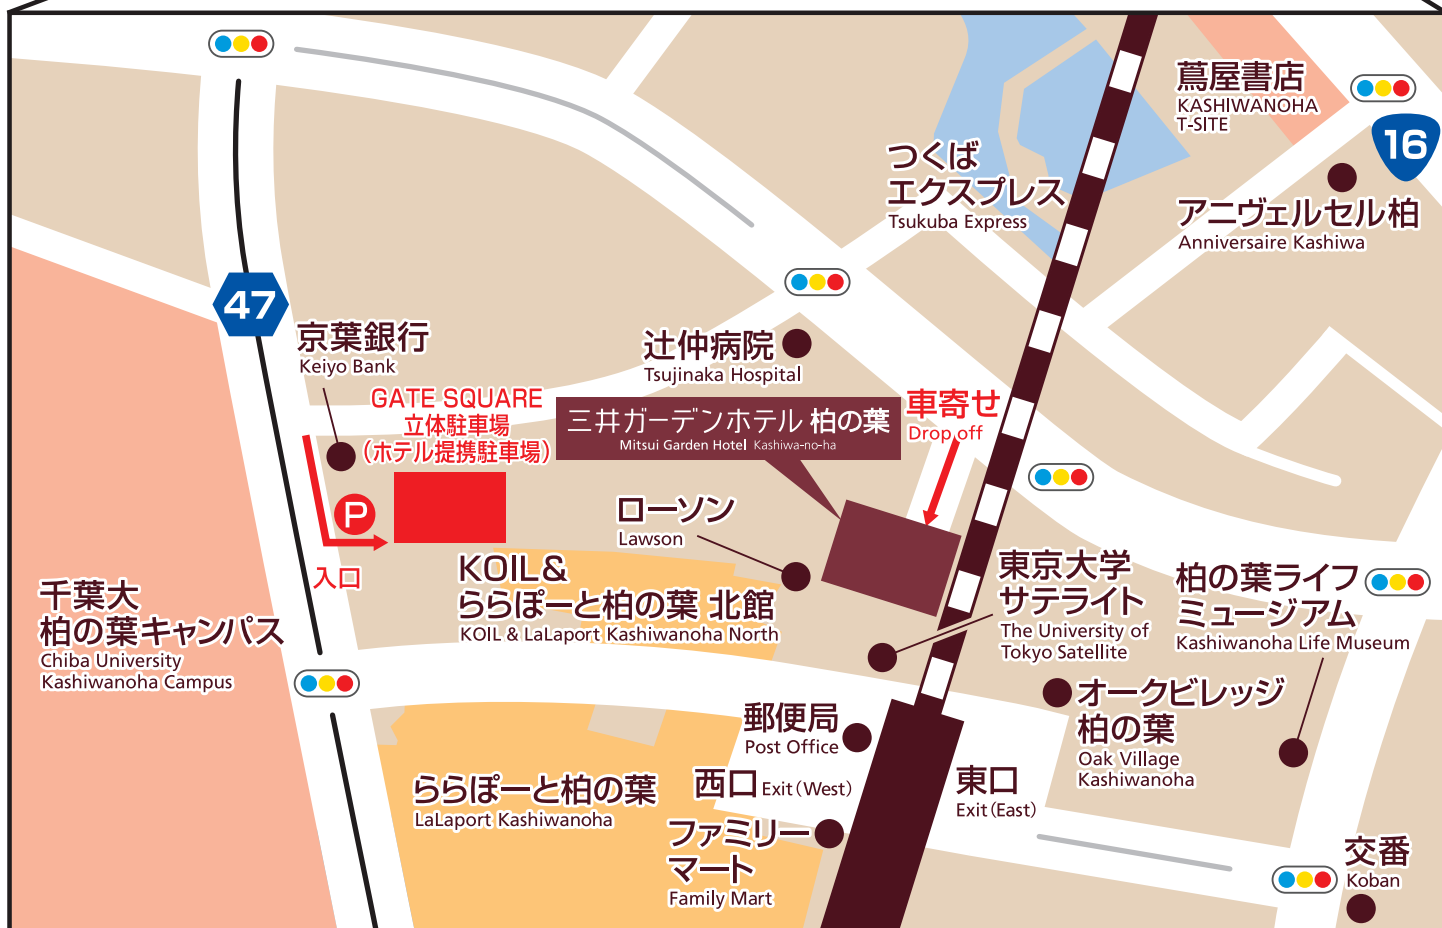 蔦屋書店
KASHIWANOHA
T-SITE
16
つくば
エクスプレス
Tsukuba Express
アニヴェルセル柏
Anniversaire Kashiwa
47
京葉銀行
Keiyo Bank
辻仲病院
Tsujinaka Hospital
GATE SQUARE
立体駐車場
(ホテル提携駐車場)
三井ガーデンホテル 柏の葉
Mitsui Garden Hotel Kashiwa-no-ha
車寄せ
Drop off
P
入口
ローソン
Lawson
KOIL&
ららぽーと柏の葉 北館
KOIL & LaLaport Kashiwanoha North
東京大学
サテライト
The University of
Tokyo Satellite
柏の葉ライフ
ミュージアム
Kashiwanoha Life Museum
千葉大
柏の葉キャンパス
Chiba University
Kashiwanoha Campus
オークビレッジ
柏の葉
Oak Village
Kashiwanoha
郵便局
Post Office
西口 Exit(West)
東口
Exit(East)
ららぽーと柏の葉
LaLaport Kashiwanoha
ファミリー
マート
Family Mart
交番
Koban